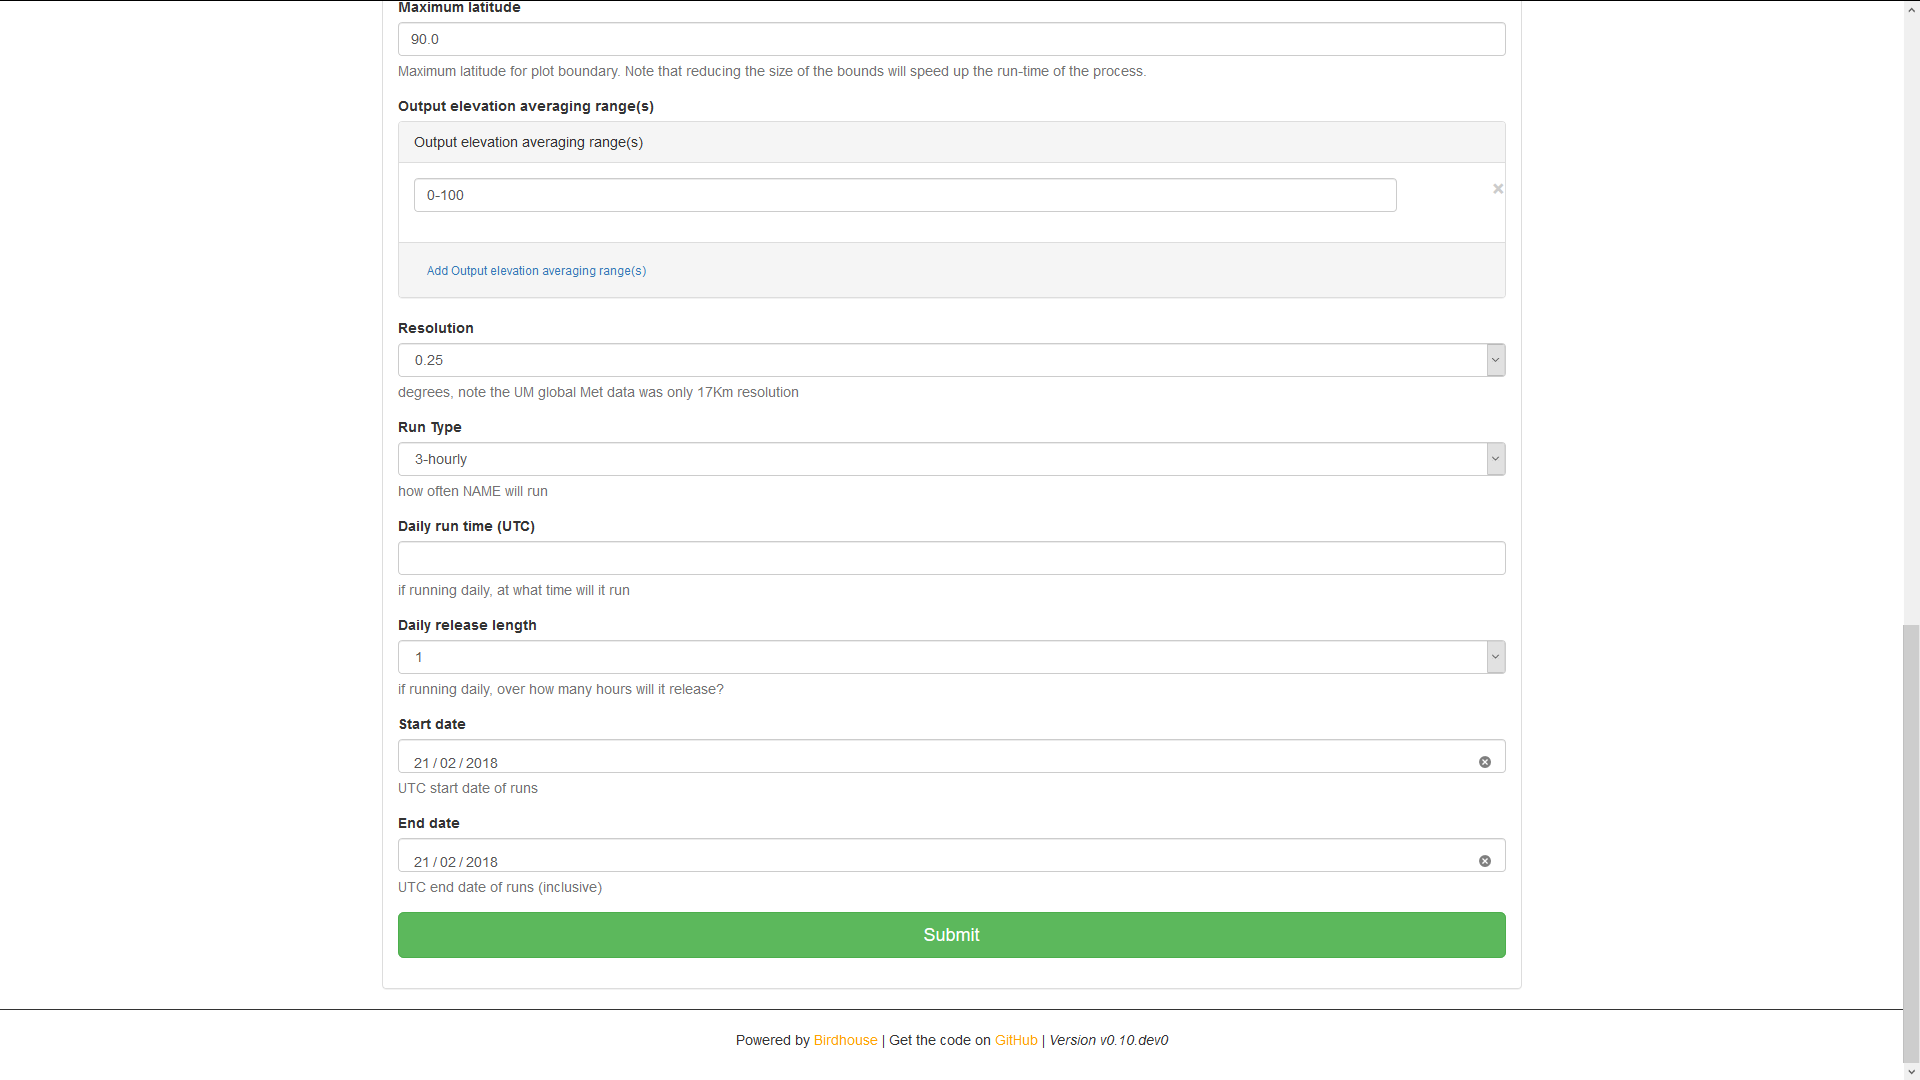 Maximum latitude
90.0
Maximum latitude for plot boundary. Note that reducing the size of the bounds will speed up the run-time of the process.
Output elevation averaging range(s)
Output elevation averaging range(s)
0-100
×
Add Output elevation averaging range(s)
Resolution
0.25
degrees, note the UM global Met data was only 17Km resolution
Run Type
3-hourly
how often NAME will run
Daily run time (UTC)
if running daily, at what time will it run
Daily release length
1
if running daily, over how many hours will it release?
Start date
21 / 02 / 2018
UTC start date of runs
End date
21 / 02 / 2018
UTC end date of runs (inclusive)
Submit
Powered by Birdhouse | Get the code on GitHub | Version v0.10.dev0